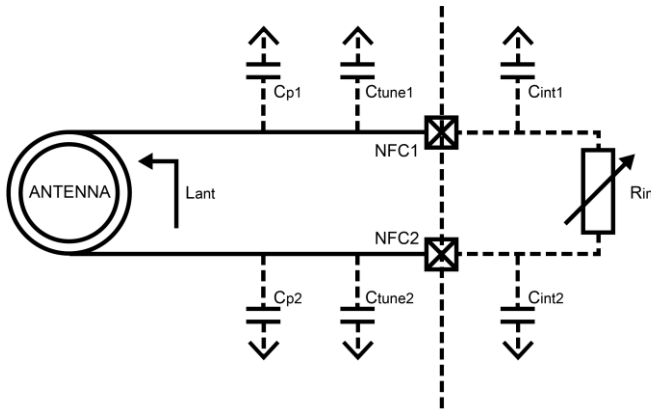 Cp1 Ctune1 Cint1
NFC1
ANTENNA Lant Rin
NFC2
Cp2 Ctune2 Cint2